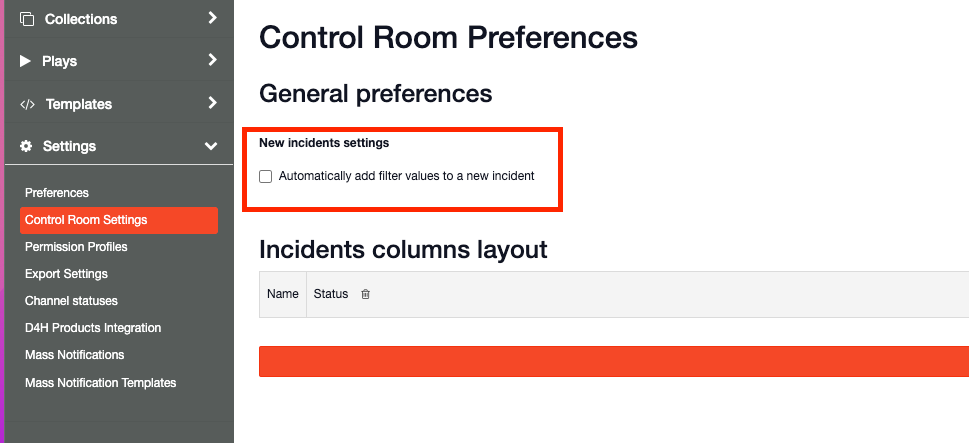 Collections
Plays
Templates
Settings
Preferences
Control Room Settings
Permission Profiles
Export Settings
Channel statuses
D4H Products Integration
Mass Notifications
Mass Notification Templates
Control Room Preferences
General preferences
New incidents settings
Automatically add filter values to a new incident
Incidents columns layout
Name Status